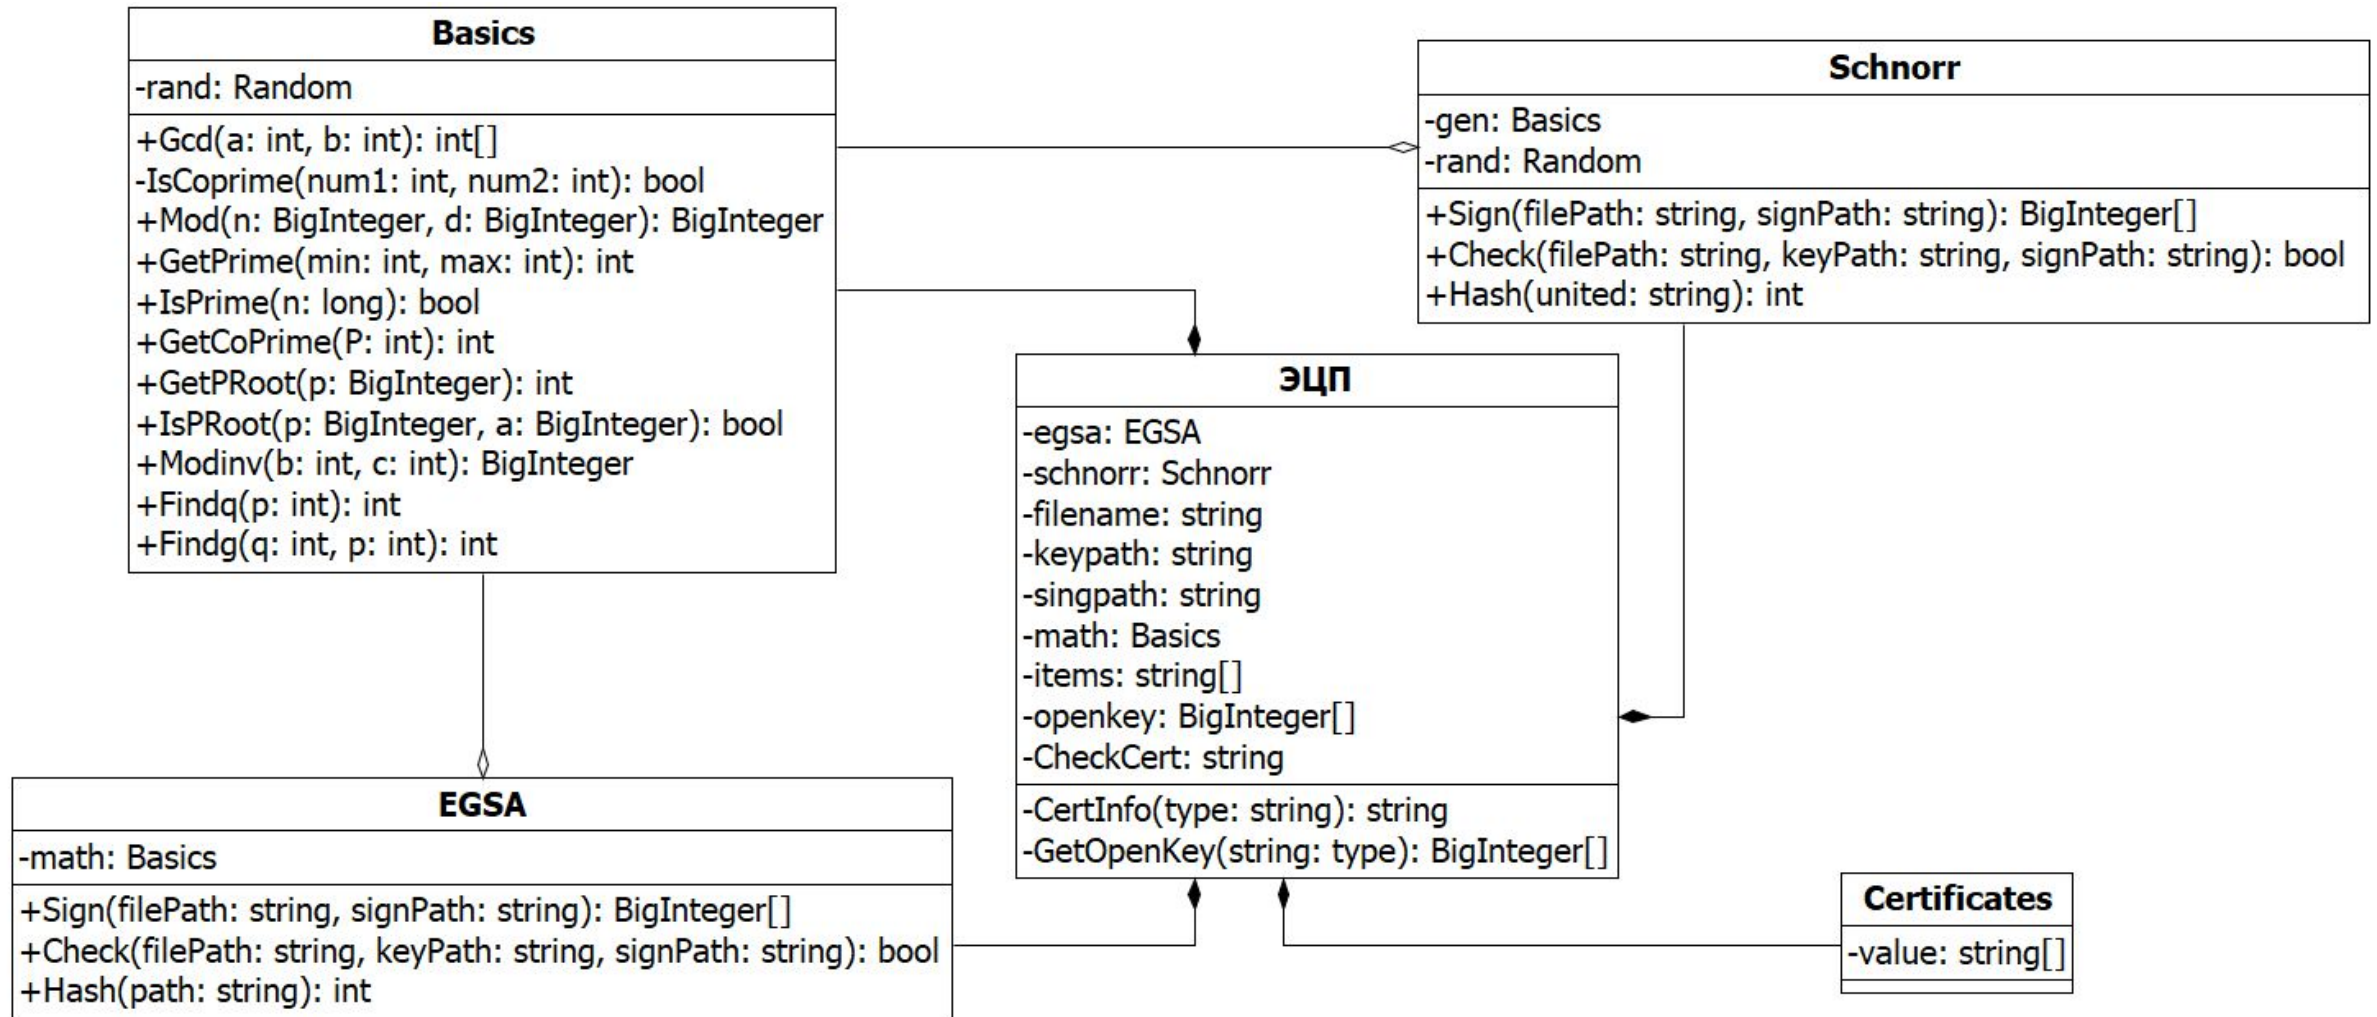 Basics
-rand: Random
+Gcd(a: int, b: int): int[]
-IsCoprime(num1: int, num2: int): bool
+Mod(n: BigInteger, d: BigInteger): BigInteger
+GetPrime(min: int, max: int): int
+IsPrime(n: long): bool
+GetCoPrime(P: int): int
+GetPRoot(p: BigInteger): int
+IsPRoot(p: BigInteger, a: BigInteger): bool
+Modinv(b: int, c: int): BigInteger
+Findq(p: int): int
+Findg(q: int, p: int): int
Schnorr
-gen: Basics
-rand: Random
+Sign(filePath: string, signPath: string): BigInteger[]
+Check(filePath: string, keyPath: string, signPath: string): bool
+Hash(united: string): int
ЭЦП
-egsa: EGSA
-schnorr: Schnorr
-filename: string
-keypath: string
-singpath: string
-math: Basics
-items: string[]
-openkey: BigInteger[]
-CheckCert: string
-CertInfo(type: string): string
-GetOpenKey(string: type): BigInteger[]
EGSA
-math: Basics
+Sign(filePath: string, signPath: string): BigInteger[]
+Check(filePath: string, keyPath: string, signPath: string): bool
+Hash(path: string): int
Certificates
-value: string[]